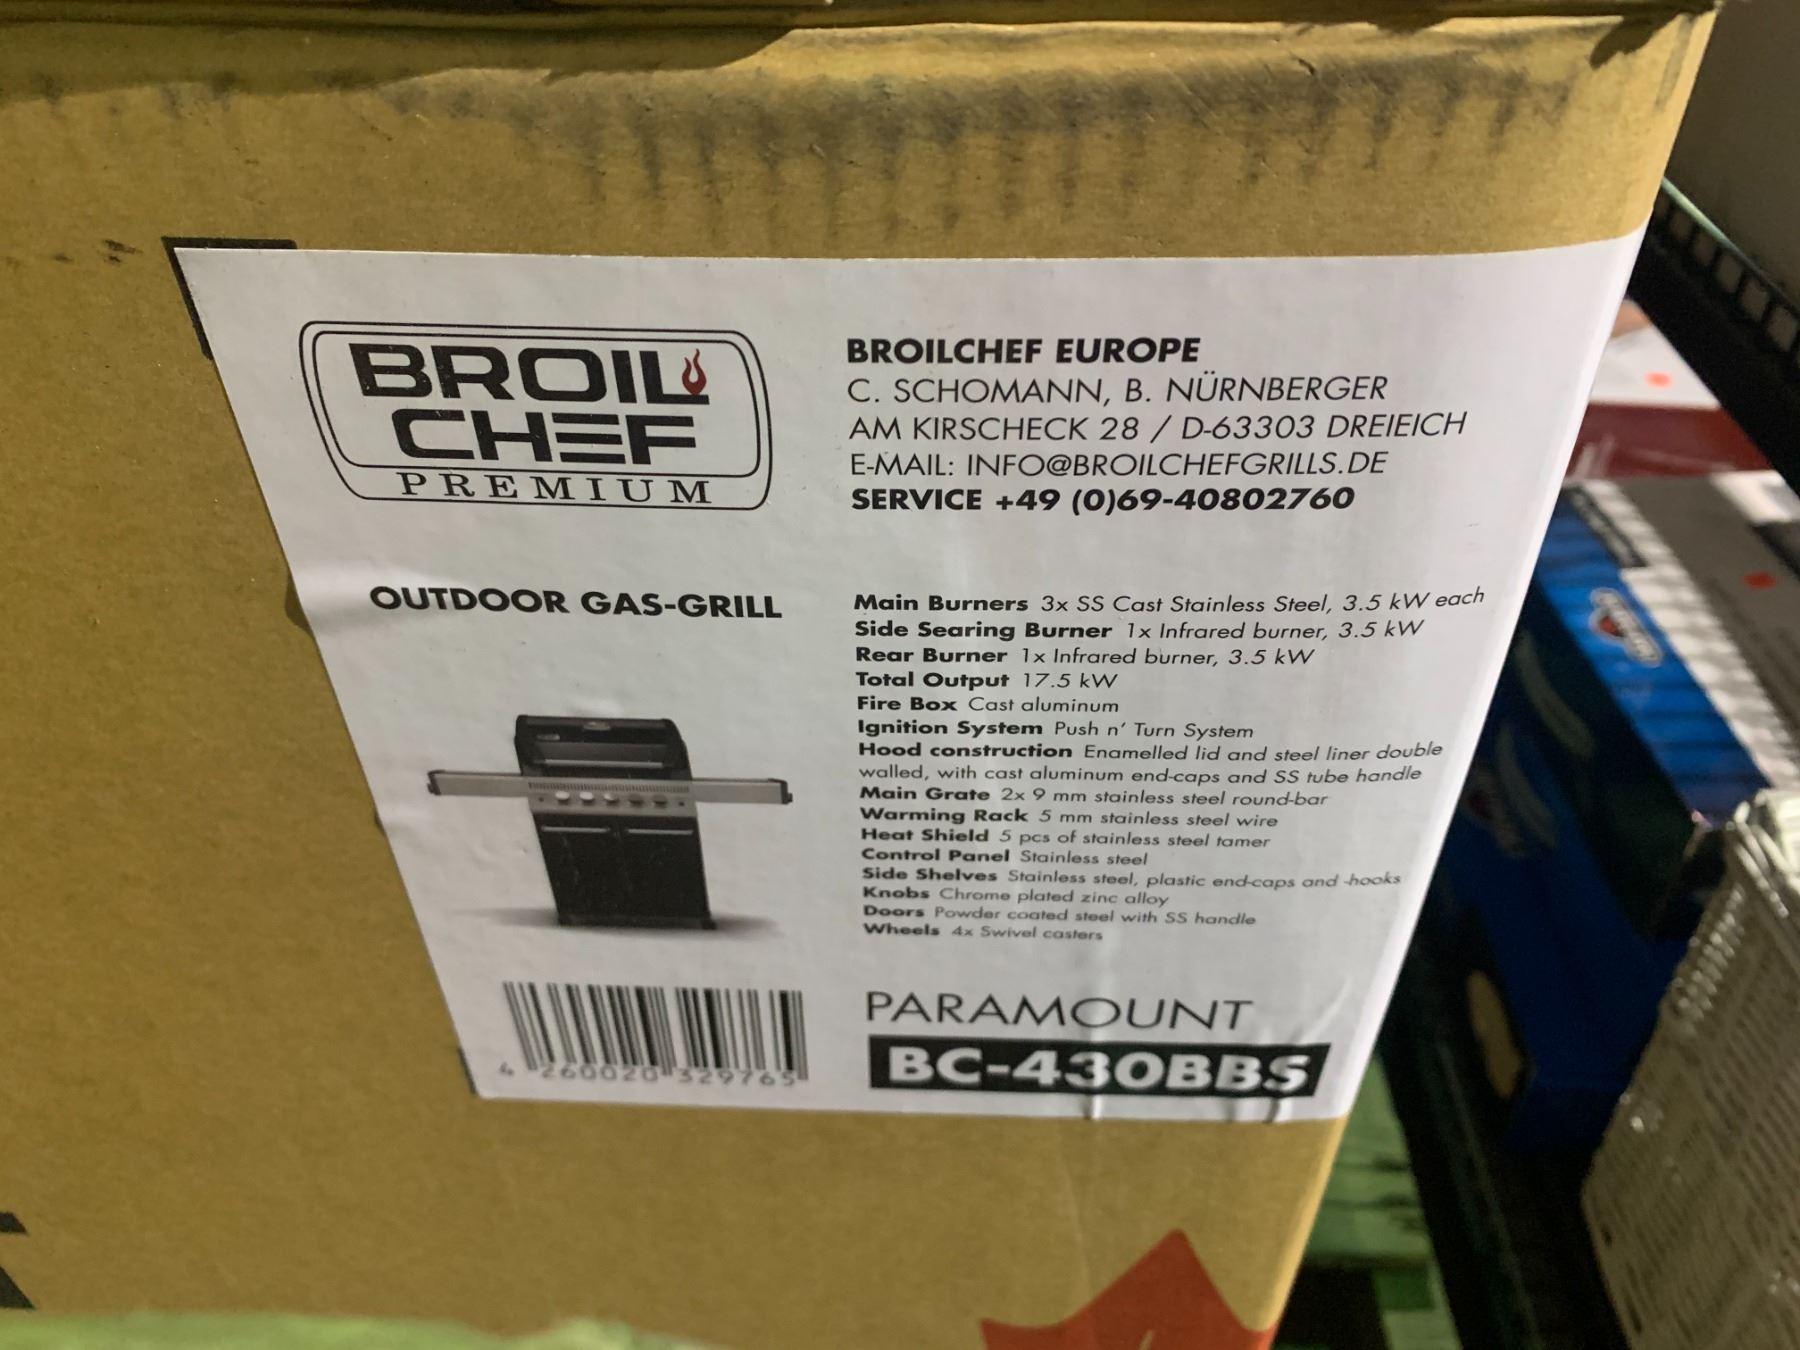 BROIL
CHEF
PREMIUM
BROILCHEF EUROPE
C. SCHOMANN, B. NÜRNBERGER
AM KIRSCHECK 28 / D-63303 DREIEICH
E-MAIL: INFO@BROILCHEFGRILLS.DE
SERVICE +49 (0)69-40802760
OUTDOOR GAS-GRILL
Main Burners 3x SS Cast Stainless Steel, 3.5 kW each
Side Searing Burner 1x Infrared burner, 3.5 kW
Rear Burner 1x Infrared burner, 3.5 kW
Total Output 17.5 kW
Fire Box Cast aluminum
Ignition System Push n' Turn System
Hood construction Enamelled lid and steel liner double
walled, with cast aluminum end-caps and SS tube handle
Main Grate 2x 9 mm stainless steel round-bar
Warming Rack 5 mm stainless steel wire
Heat Shield 5 pcs of stainless steel tamer
Control Panel Stainless steel
Side Shelves Stainless steel, plastic end-caps and -hooks
Knobs Chrome plated zinc alloy
Doors Powder coated steel with SS handle
Wheels 4x Swivel casters
4 260020 329765
PARAMOUNT
BC-430BBS